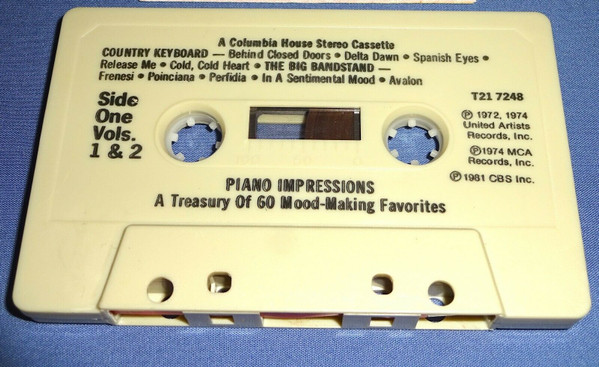 A Columbia House Stereo Cassette
COUNTRY KEYBOARD — Behind Closed Doors • Delta Dawn • Spanish Eyes •
Release Me • Cold, Cold Heart • THE BIG BANDSTAND —
Frenesi • Poinciana • Perfidia • In A Sentimental Mood • Avalon
Side
One
Vols.
1 & 2
T21 7248
℗ 1972, 1974
United Artists
Records, Inc.
℗1974 MCA
Records, Inc.
℗1981 CBS Inc.
PIANO IMPRESSIONS
A Treasury Of 60 Mood-Making Favorites